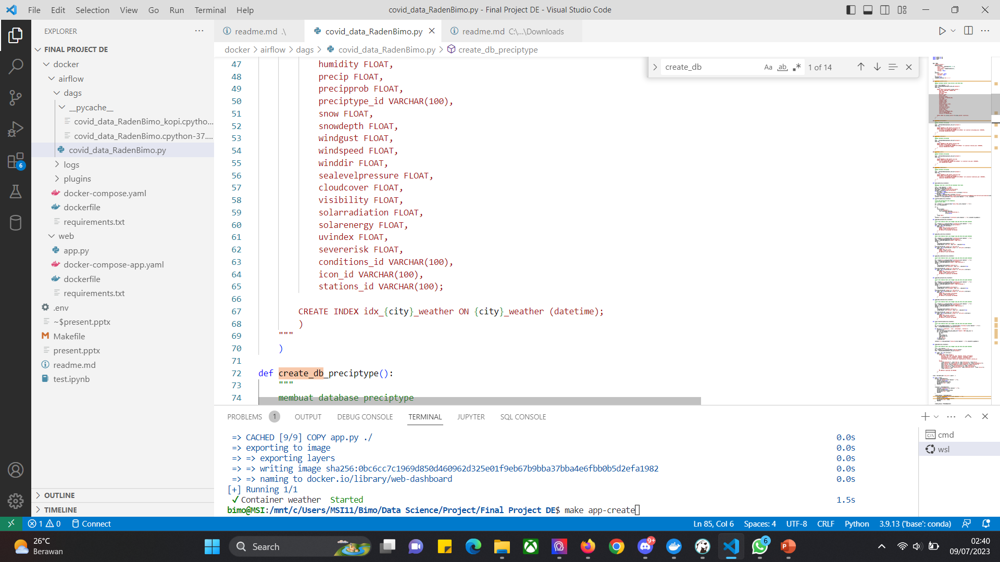 File Edit Selection View Go Run Terminal Help
covid_data_RadenBimo.py - Final Project DE - Visual Studio Code
EXPLORER
FINAL PROJECT DE
docker
airflow
dags
__pycache__
covid_data_RadenBimo_kopi.cpytho...
covid_data_RadenBimo.cpython-37....
covid_data_RadenBimo.py
logs
plugins
docker-compose.yaml
dockerfile
requirements.txt
web
app.py
docker-compose-app.yaml
dockerfile
requirements.txt
.env
~$present.pptx
Makefile
present.pptx
readme.md
test.ipynb
OUTLINE
TIMELINE
6
readme.md .\
covid_data_RadenBimo.py
readme.md C:\...\Downloads
docker > airflow > dags > covid_data_RadenBimo.py > create_db_preciptype
create_db
Aa ab 1 of 14
47 humidity FLOAT,
48 precip FLOAT,
49 precipprob FLOAT,
50 preciptype_id VARCHAR(100),
51 snow FLOAT,
52 snowdepth FLOAT,
53 windgust FLOAT,
54 windspeed FLOAT,
55 winddir FLOAT,
56 sealevelpressure FLOAT,
57 cloudcover FLOAT,
58 visibility FLOAT,
59 solarradiation FLOAT,
60 solarenergy FLOAT,
61 uvindex FLOAT,
62 severerisk FLOAT,
63 conditions_id VARCHAR(100),
64 icon_id VARCHAR(100),
65 stations_id VARCHAR(100);
66
67 CREATE INDEX idx_{city}_weather ON {city}_weather (datetime);
68 )
69 """
70 )
71
72 def create_db_preciptype():
73 """
74 membuat database preciptype
PROBLEMS 1 OUTPUT DEBUG CONSOLE TERMINAL JUPYTER SQL CONSOLE
=> CACHED [9/9] COPY app.py ./ 0.0s
=> exporting to image 0.0s
=> => exporting layers 0.0s
=> => writing image sha256:0bc6cc7c1969d850d460962d325e01f9eb67b9bba37bba4e6fbb0b5d2efa1982 0.0s
=> => naming to docker.io/library/web-dashboard 0.0s
[+] Running 1/1
✓ Container weather Started 1.5s
bimo@MSI:/mnt/c/Users/MSI11/Bimo/Data Science/Project/Final Project DE$ make app-create
cmd
wsl
1 0 Connect
Ln 85, Col 6 Spaces: 4 UTF-8 CRLF Python 3.9.13 ('base': conda)
26°C
Berawan
Search
9+
6
02:40
09/07/2023